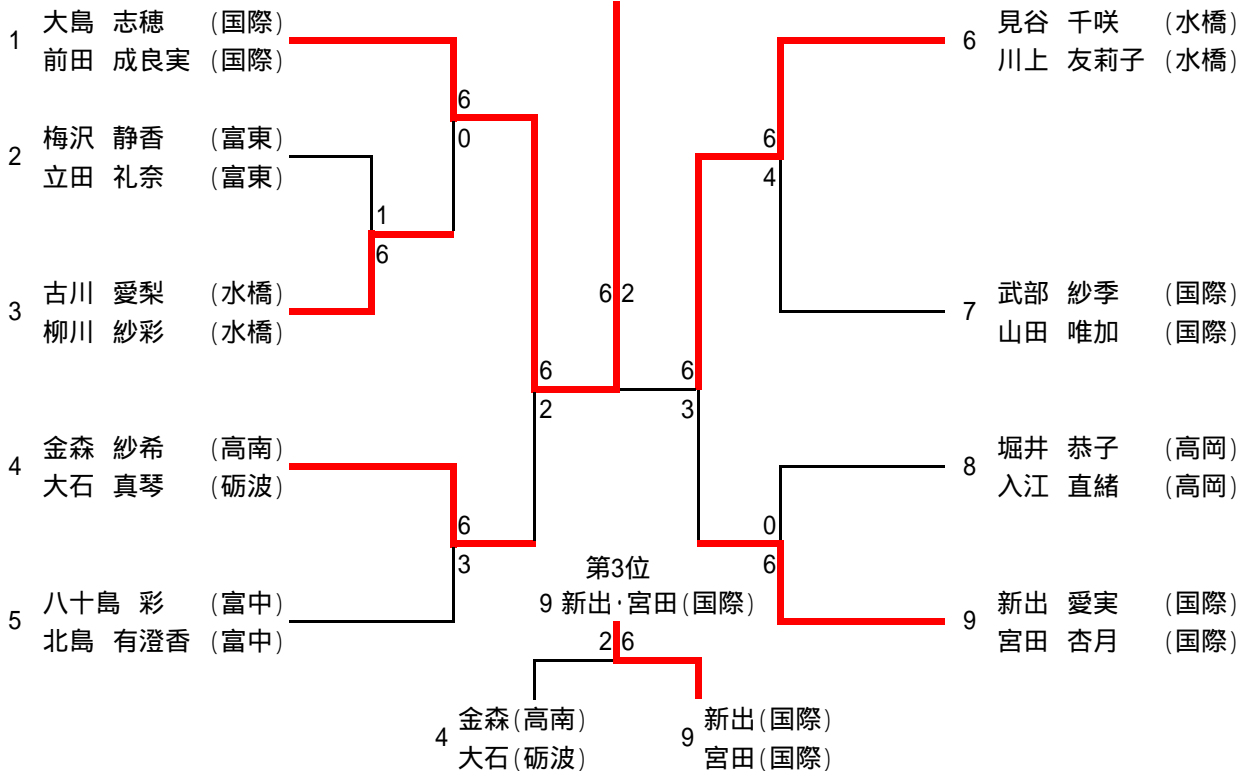 1
大島 志穂 (国際)
前田 成良実 (国際)
6
0
2
梅沢 静香 (富東)
立田 礼奈 (富東)
1
6
3
古川 愛梨 (水橋)
柳川 紗彩 (水橋)
6
2
4
金森 紗希 (高南)
大石 真琴 (砺波)
6
3
5
八十島 彩 (富中)
北島 有澄香 (富中)
6 2
6
見谷 千咲 (水橋)
川上 友莉子 (水橋)
6
4
7
武部 紗季 (国際)
山田 唯加 (国際)
6
3
8
堀井 恭子 (高岡)
入江 直緒 (高岡)
0
6
9
新出 愛実 (国際)
宮田 杏月 (国際)
第3位
9 新出・宮田(国際)
2 6
4
金森(高南)
大石(砺波)
9
新出(国際)
宮田(国際)